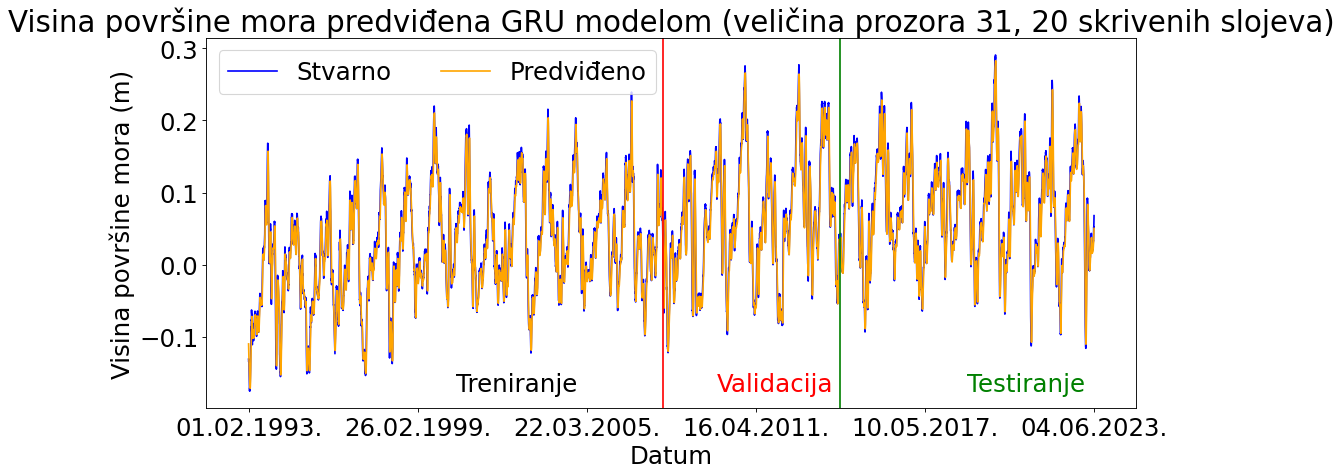 Visina površine mora predviđena GRU modelom (veličina prozora 31, 20 skrivenih slojeva)
Stvarno Predviđeno
Visina površine mora (m)
0.3
0.2
0.1
0.0
−0.1
Treniranje Validacija Testiranje
01.02.1993. 26.02.1999. 22.03.2005. 16.04.2011. 10.05.2017. 04.06.2023.
Datum